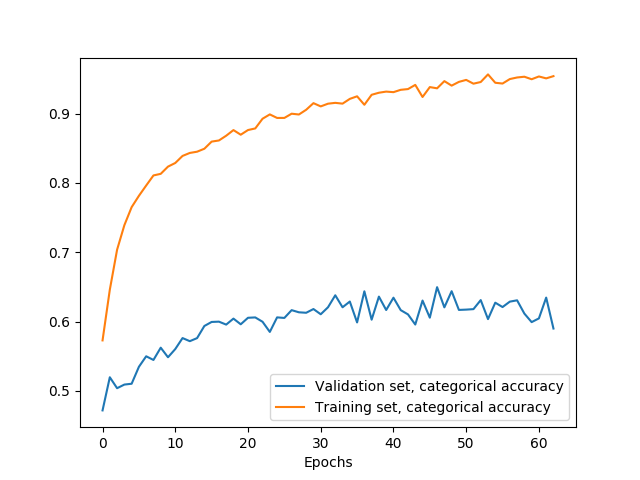 0.9
0.8
0.7
0.6
0.5
Validation set, categorical accuracy
Training set, categorical accuracy
0 10 20 30 40 50 60
Epochs